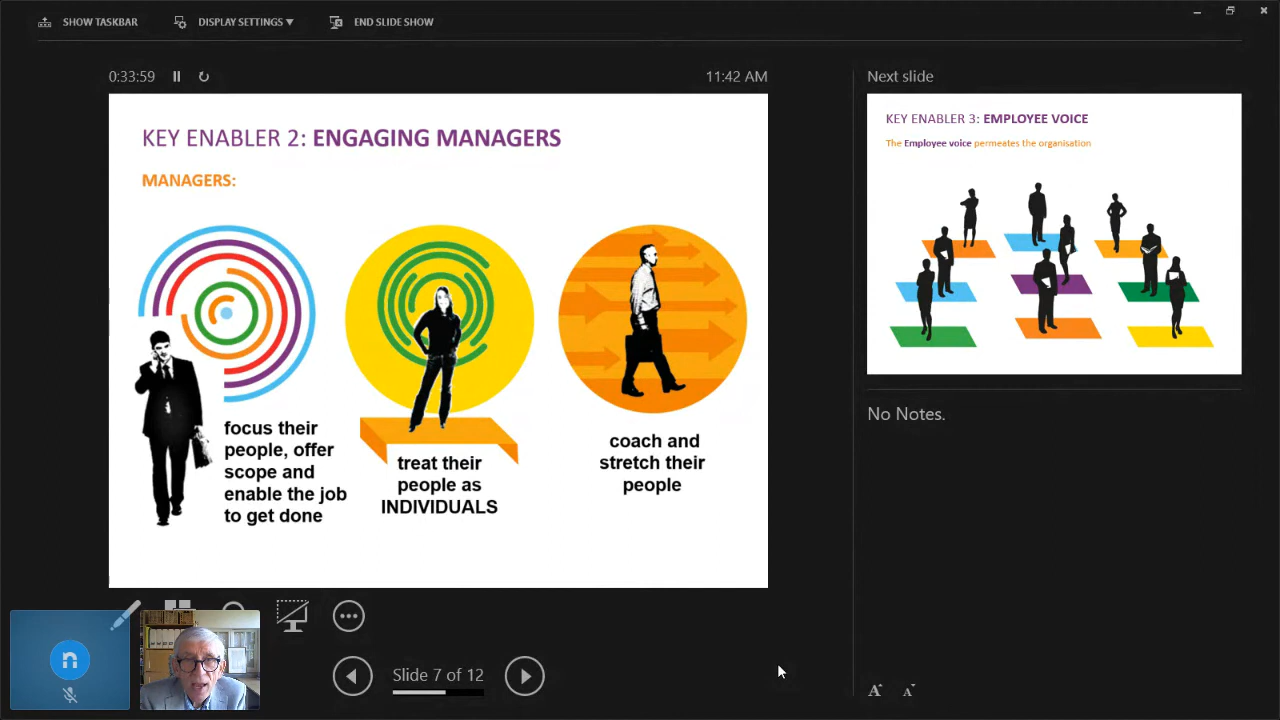 SHOW TASKBAR
DISPLAY SETTINGS ▼
END SLIDE SHOW
0:33:59
11:42 AM
KEY ENABLER 2: ENGAGING MANAGERS
MANAGERS:
focus their
people, offer
scope and
enable the job
to get done
treat their
people as
INDIVIDUALS
coach and
stretch their
people
Next slide
KEY ENABLER 3: EMPLOYEE VOICE
The Employee voice permeates the organisation
No Notes.
n
Slide 7 of 12
A A